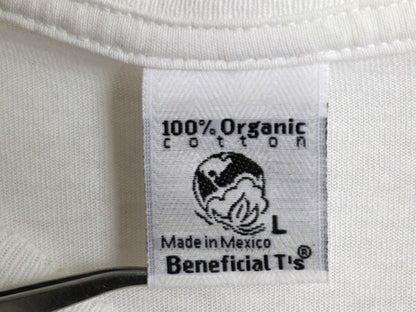 100% Organic
cotton
L
Made in Mexico
Beneficial T's®